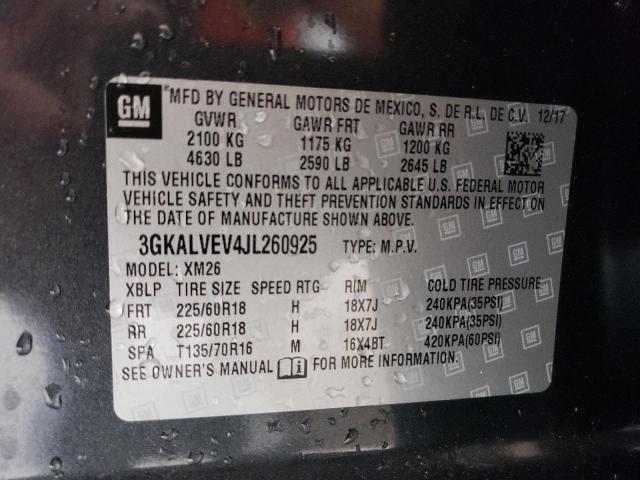 GM
*MFD BY GENERAL MOTORS DE MEXICO, S. DE R.L. DE C.V. 12/17
GVWR GAWR FRT GAWR RR
2100 KG 1175 KG 1200 KG
4630 LB 2590 LB 2645 LB
THIS VEHICLE CONFORMS TO ALL APPLICABLE U.S. FEDERAL MOTOR
VEHICLE SAFETY AND THEFT PREVENTION STANDARDS IN EFFECT ON
THE DATE OF MANUFACTURE SHOWN ABOVE.
3GKALVEV4JL260925 TYPE: M.P.V.
MODEL: XM26
XBLP TIRE SIZE SPEED RTG RIM COLD TIRE PRESSURE
FRT 225/60R18 H 18X7J 240KPA(35PSI)
RR 225/60R18 H 18X7J 240KPA(35PSI)
SPA T135/70R16 M 16X4BT 420KPA(60PSI)
SEE OWNER'S MANUAL i FOR MORE INFORMATION.